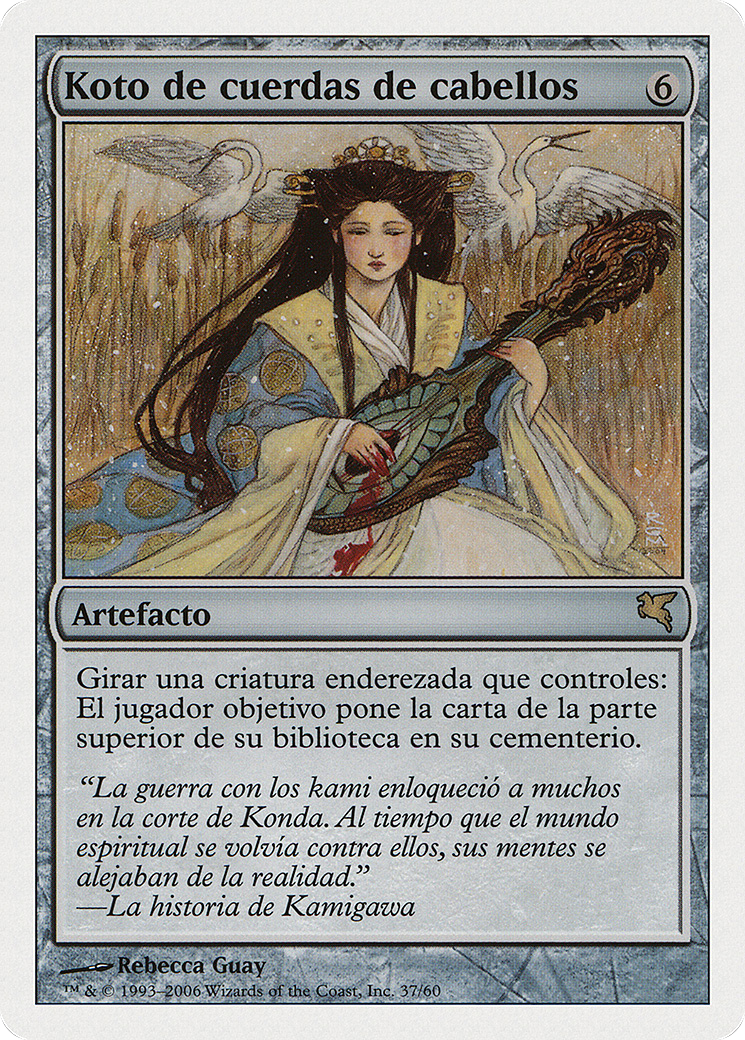 Koto de cuerdas de cabellos 6
Artefacto
Girar una criatura enderezada que controles:
El jugador objetivo pone la carta de la parte
superior de su biblioteca en su cementerio.
“La guerra con los kami enloqueció a muchos
en la corte de Konda. Al tiempo que el mundo
espiritual se volvía contra ellos, sus mentes se
alejaban de la realidad.”
—La historia de Kamigawa
Rebecca Guay
™ & © 1993–2006 Wizards of the Coast, Inc. 37/60